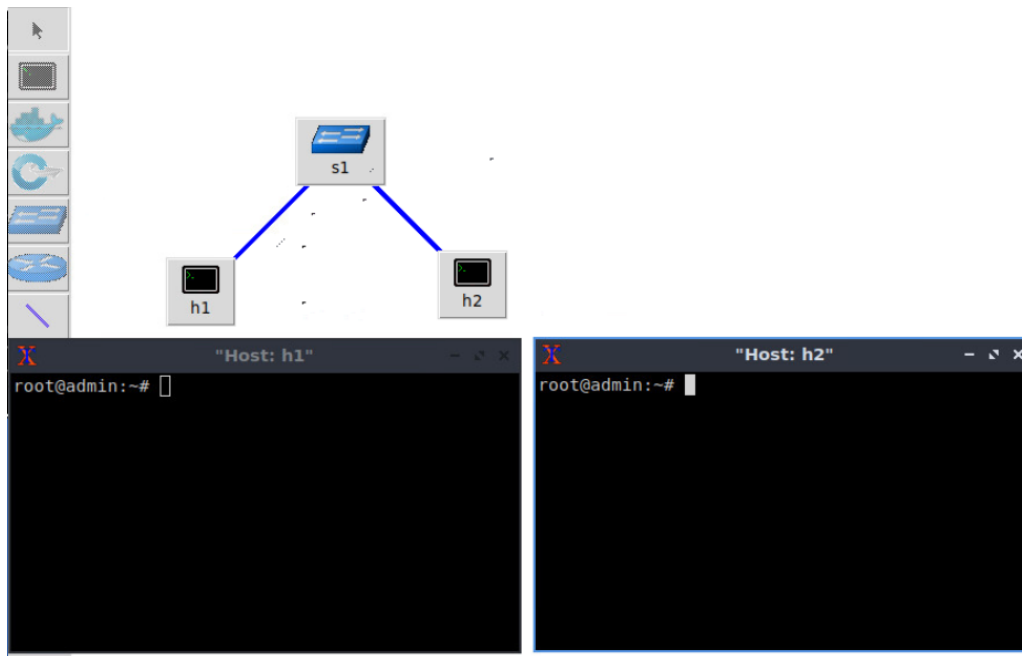 s1
h1
h2
"Host: h1"
root@admin:~#
"Host: h2"
root@admin:~#